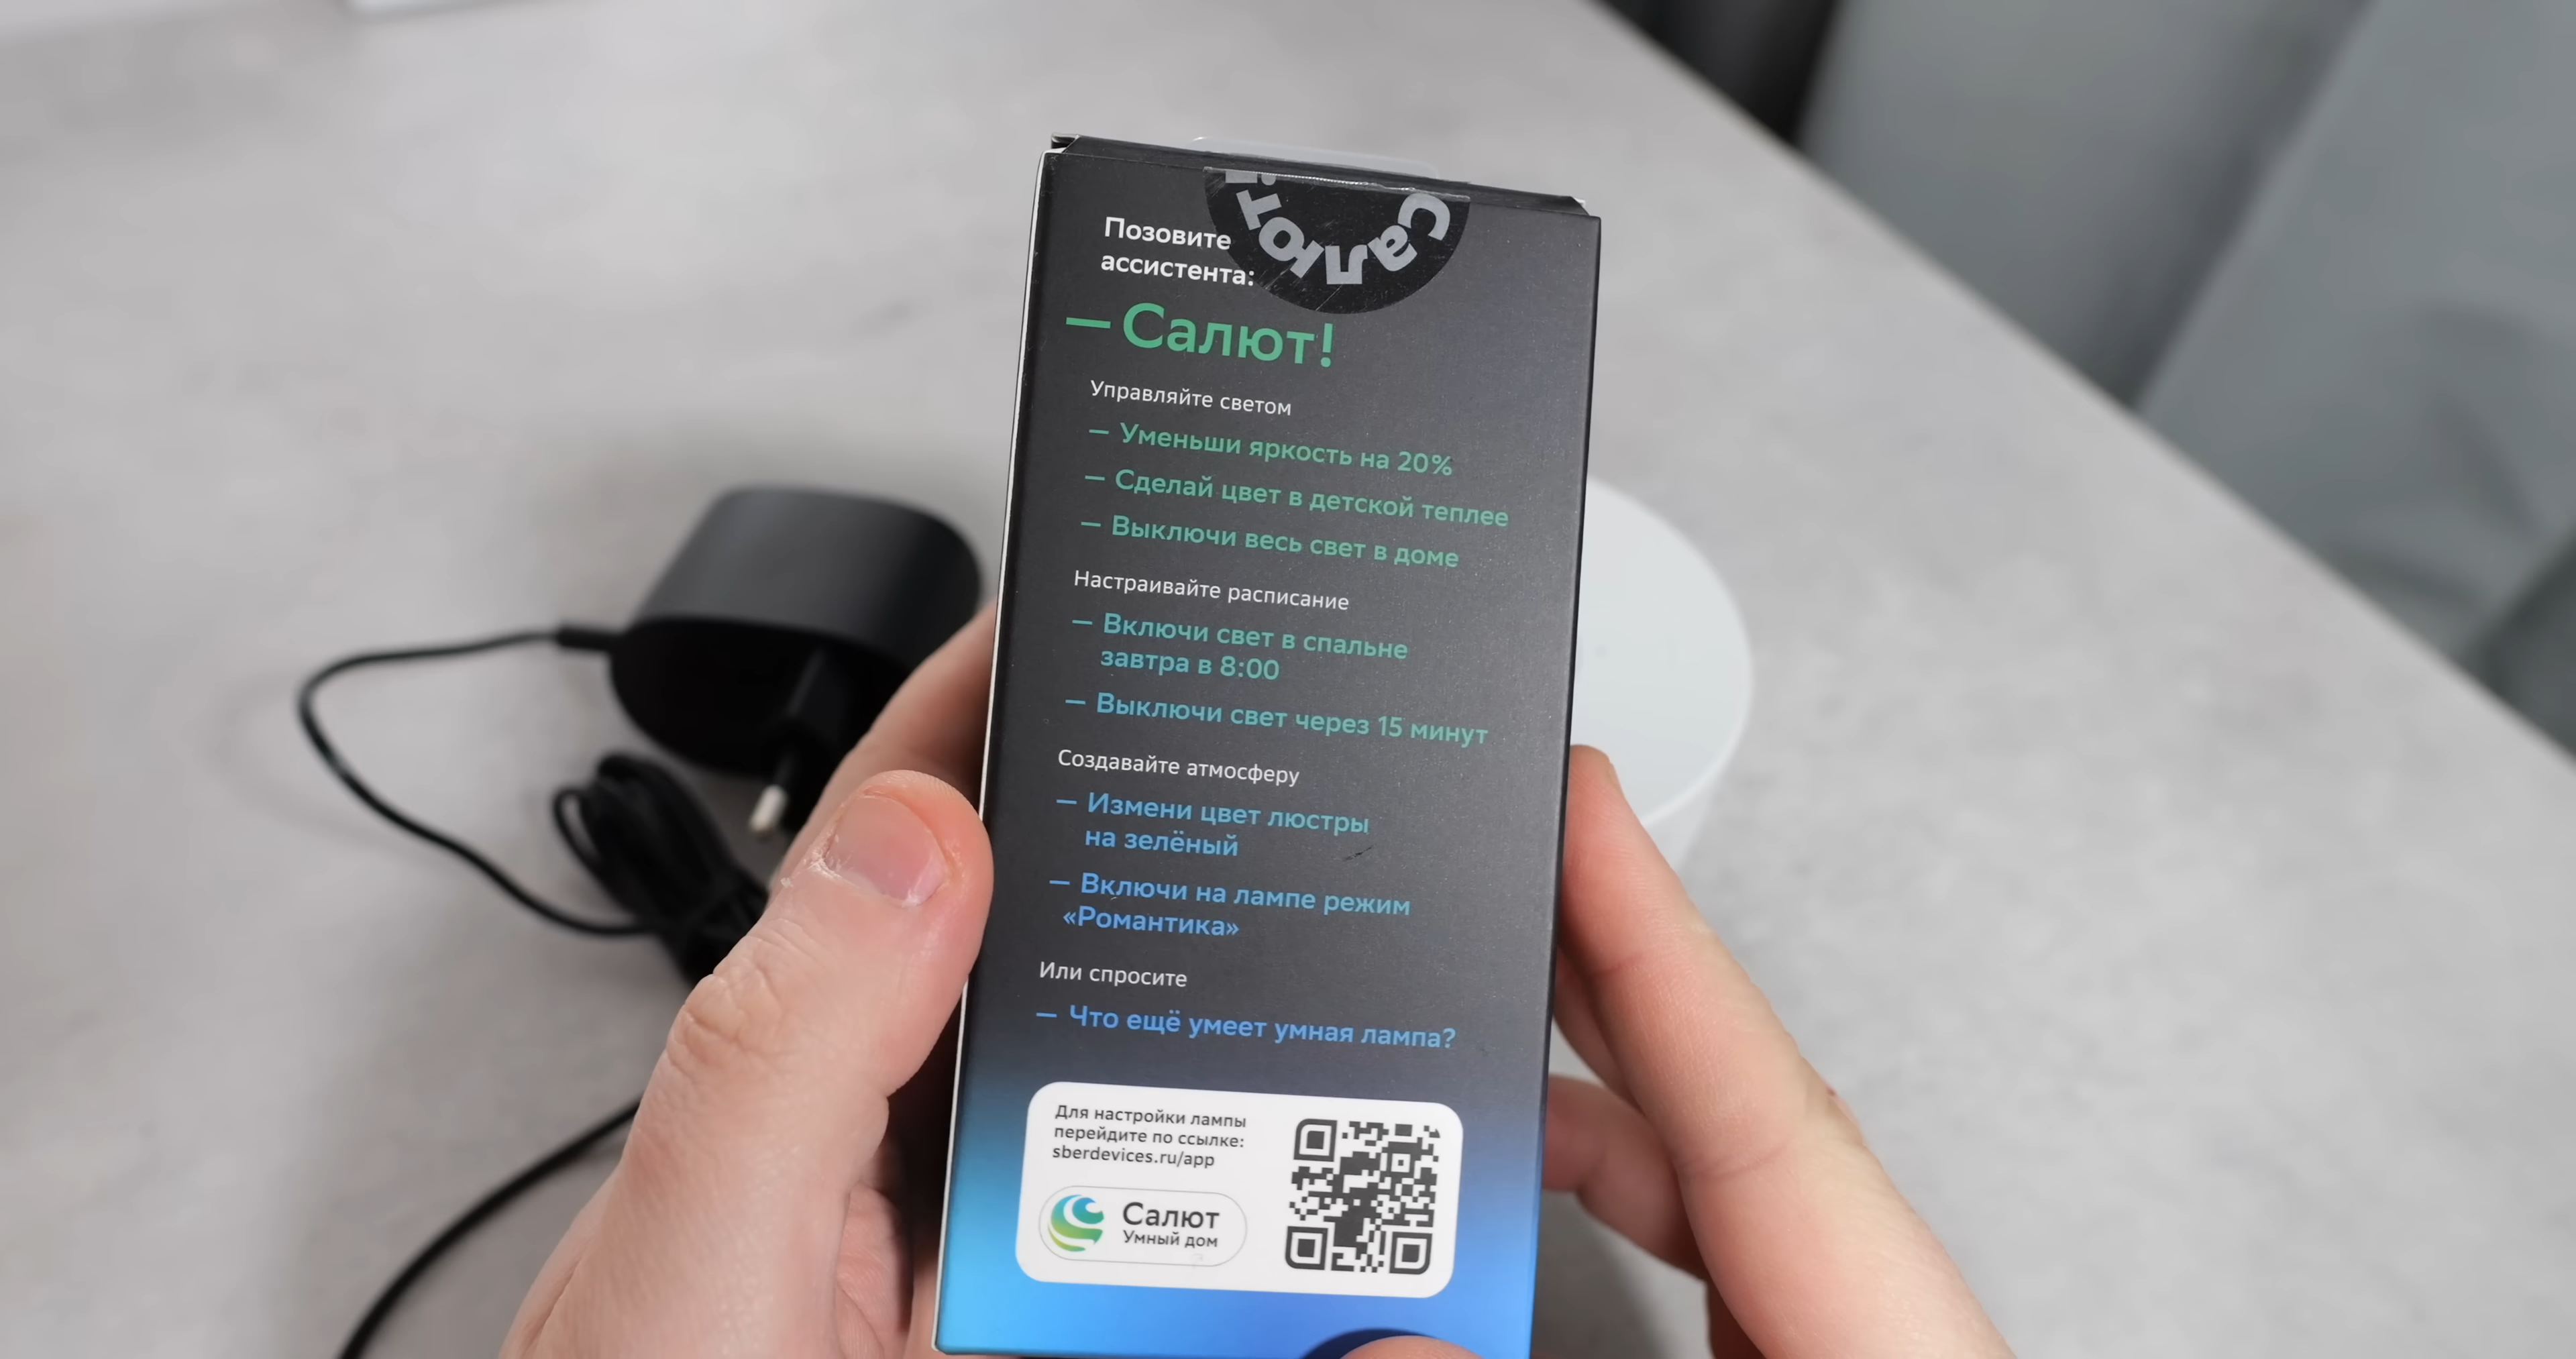 Салют!
Позовите
ассистента:
— Салют!
Управляйте светом
— Уменьши яркость на 20%
— Сделай цвет в детской теплее
— Выключи весь свет в доме
Настраивайте расписание
— Включи свет в спальне
завтра в 8:00
— Выключи свет через 15 минут
Создавайте атмосферу
— Измени цвет люстры
на зелёный
— Включи на лампе режим
«Романтика»
Или спросите
— Что ещё умеет умная лампа?
Для настройки лампы
перейдите по ссылке:
sberdevices.ru/app
Салют
Умный дом